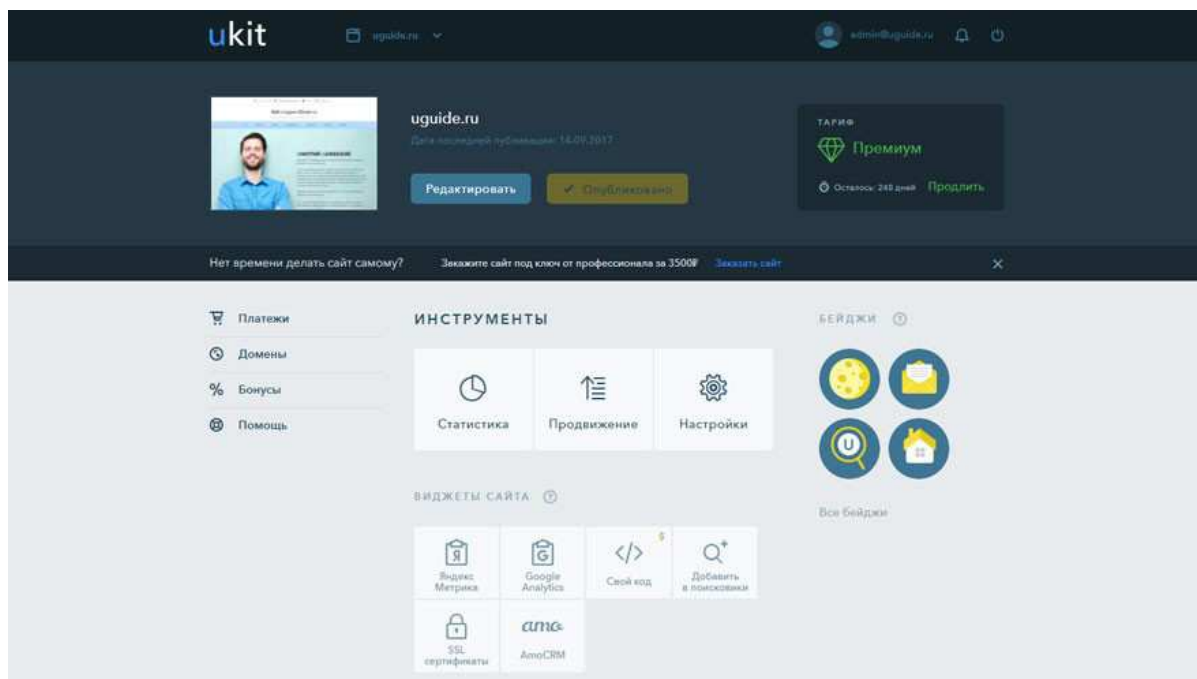 ukit
uguide.ru
admin@uguide.ru
uguide.ru
Дата последней публикации: 14.09.2017
Редактировать
Опубликовано
ТАРИФ
Премиум
Осталось: 248 дней
Продлить
Нет времени делать сайт самому?
Закажите сайт под ключ от профессионала за 3500₽
Заказать сайт
Платежи
Домены
Бонусы
Помощь
ИНСТРУМЕНТЫ
Статистика
Продвижение
Настройки
ВИДЖЕТЫ САЙТА
Я
Яндекс
Метрика
G
Google
Analytics
</>
$
Свой код
Добавить
в поисковики
SSL
сертификаты
amo
AmoCRM
БЕЙДЖИ
U
Все бейджи